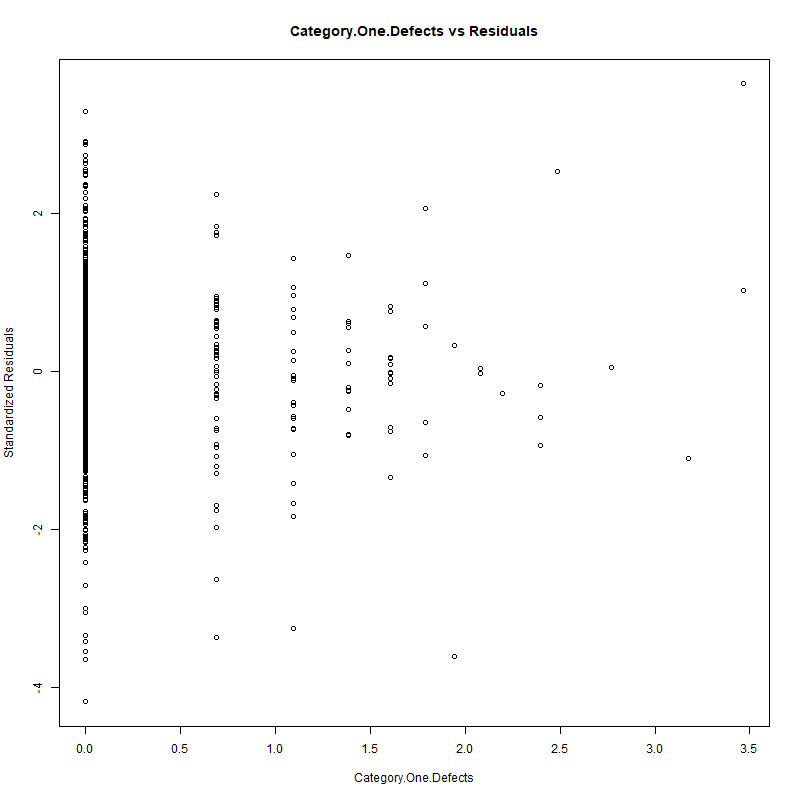 Category.One.Defects vs Residuals
Standardized Residuals
2
0
-2
-4
0.0 0.5 1.0 1.5 2.0 2.5 3.0 3.5
Category.One.Defects